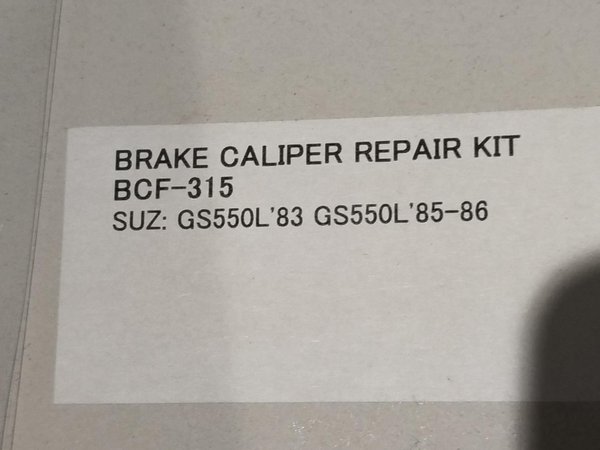 BRAKE CALIPER REPAIR KIT
BCF-315
SUZ: GS550L'83 GS550L'85-86